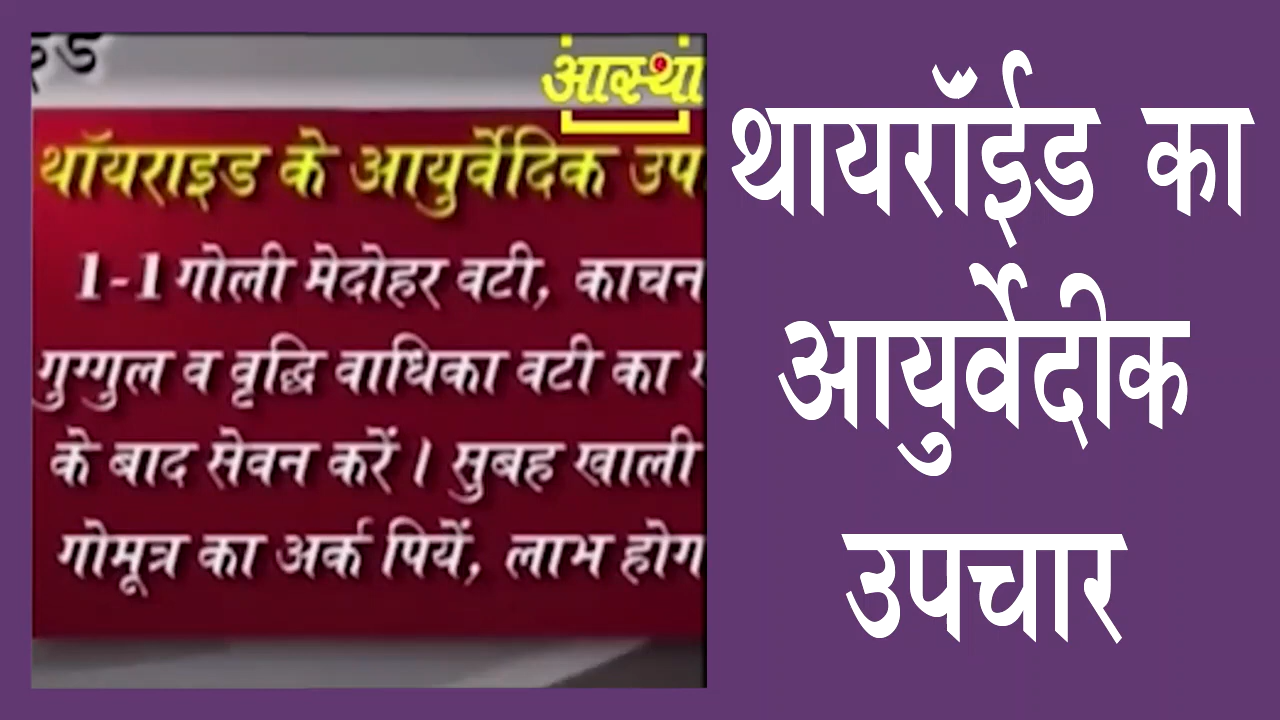 आस्था
थॉयराइड के आयुर्वेदिक
1-1 गोली मेदोहर वटी,
गुग्गुल व वृद्धि वाधिका वटी का
के बाद सेवन करें । सुबह खाली
गोमूत्र का अर्क पियें, लाभ
थायरॉईड का
आयुर्वेदीक
उपचार